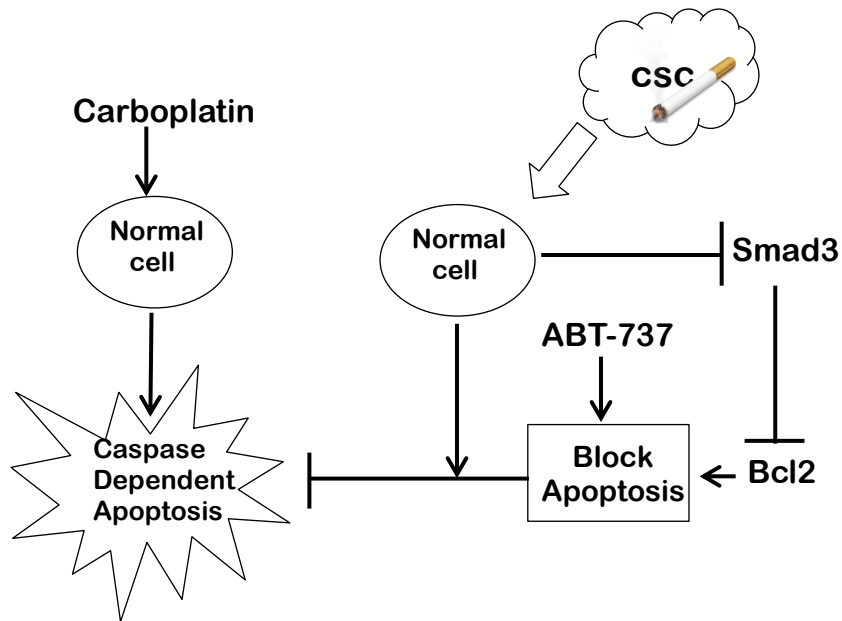 CSC
Carboplatin
Normal
cell
Normal
cell
Smad3
ABT-737
Caspase
Dependent
Apoptosis
Block
Apoptosis
Bcl2